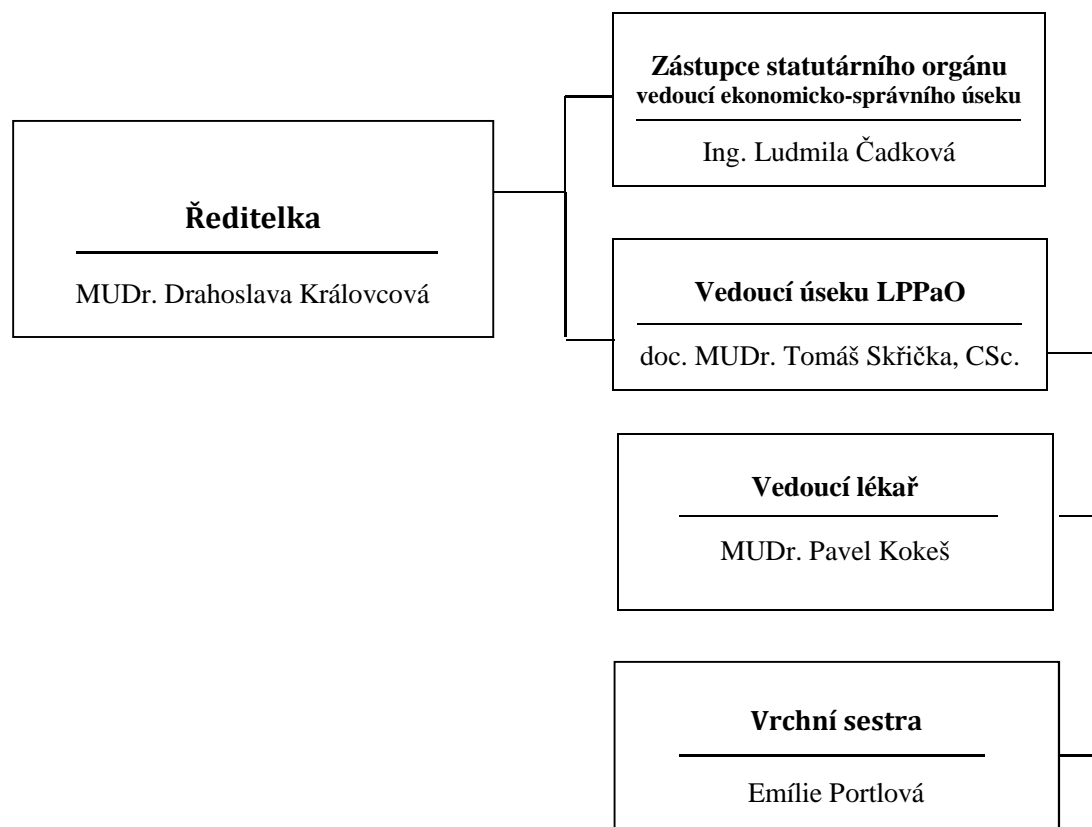 Ředitelka
MUDr. Drahoslava Královcová
Zástupce statutárního orgánu
vedoucí ekonomicko-správního úseku
Ing. Ludmila Čadková
Vedoucí úseku LPPaO
doc. MUDr. Tomáš Skřička, CSc.
Vedoucí lékař
MUDr. Pavel Kokeš
Vrchní sestra
Emílie Portlová